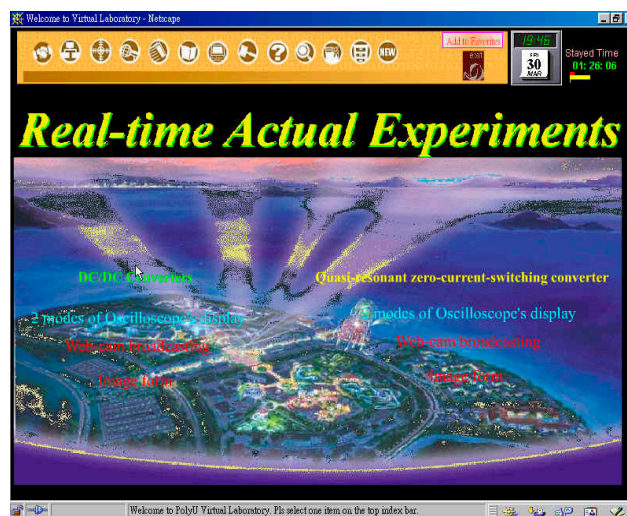 Welcome to Virtual Laboratory - Netscape
NEW
Add to Favorites
exit
19:46
FRI
30
MAR
Stayed Time
01: 26: 06
Real-time Actual Experiments
DC/DC Converters
Quasi-resonant zero-current-switching converter
2 modes of Oscilloscope's display
2 modes of Oscilloscope's display
Web-cam broadcasting
Web-cam broadcasting
Image form
Image form
Welcome to PolyU Virtual Laboratory. Pls select one item on the top index bar.